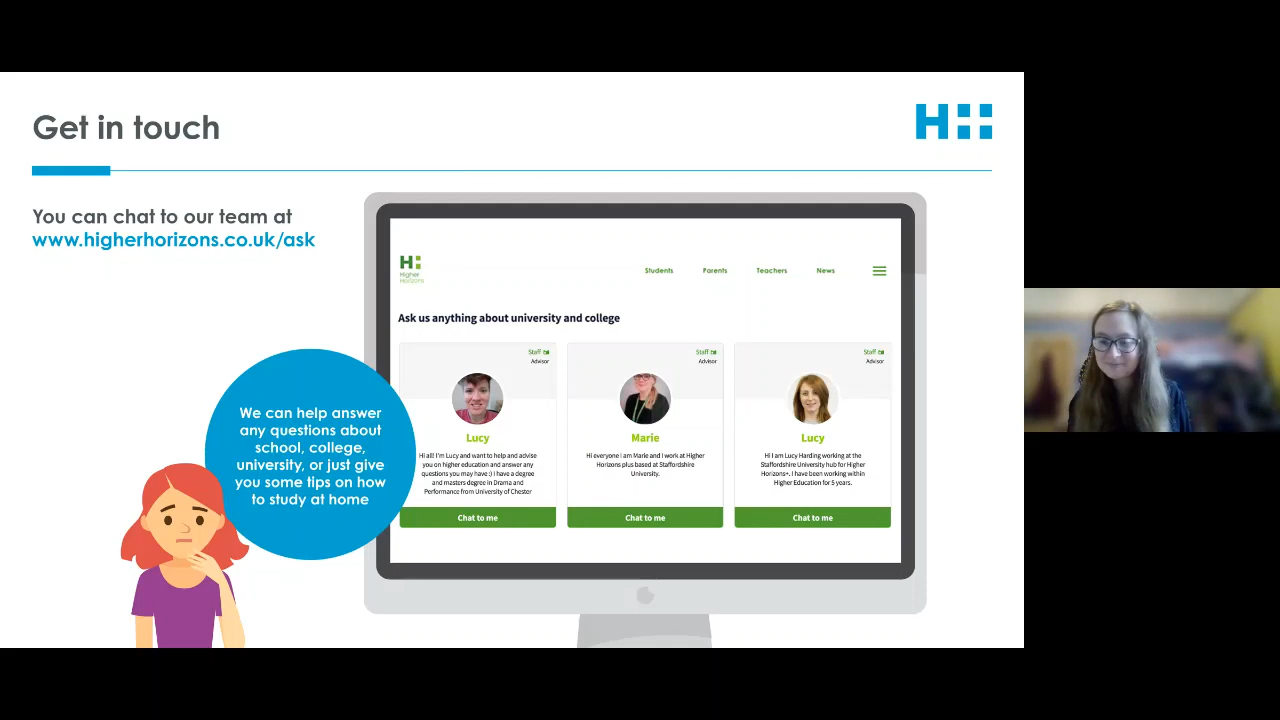 Get in touch
H
You can chat to our team at
www.higherhorizons.co.uk/ask
H
Higher
Horizons
Students
Parents
Teachers
News
Ask us anything about university and college
Staff
Advisor
Lucy
Hi all! I'm Lucy and want to help and advise
you on higher education and answer any
questions you may have :) I have a degree
and masters degree in Drama and
Performance from University of Chester
Chat to me
Staff
Advisor
Marie
Hi everyone I am Marie and I work at Higher
Horizons plus based at Staffordshire
University.
Chat to me
Staff
Advisor
Lucy
Hi I am Lucy Harding working at the
Staffordshire University hub for Higher
Horizons+. I have been working within
Higher Education for 5 years.
Chat to me
We can help answer
any questions about
school, college,
university, or just give
you some tips on how
to study at home